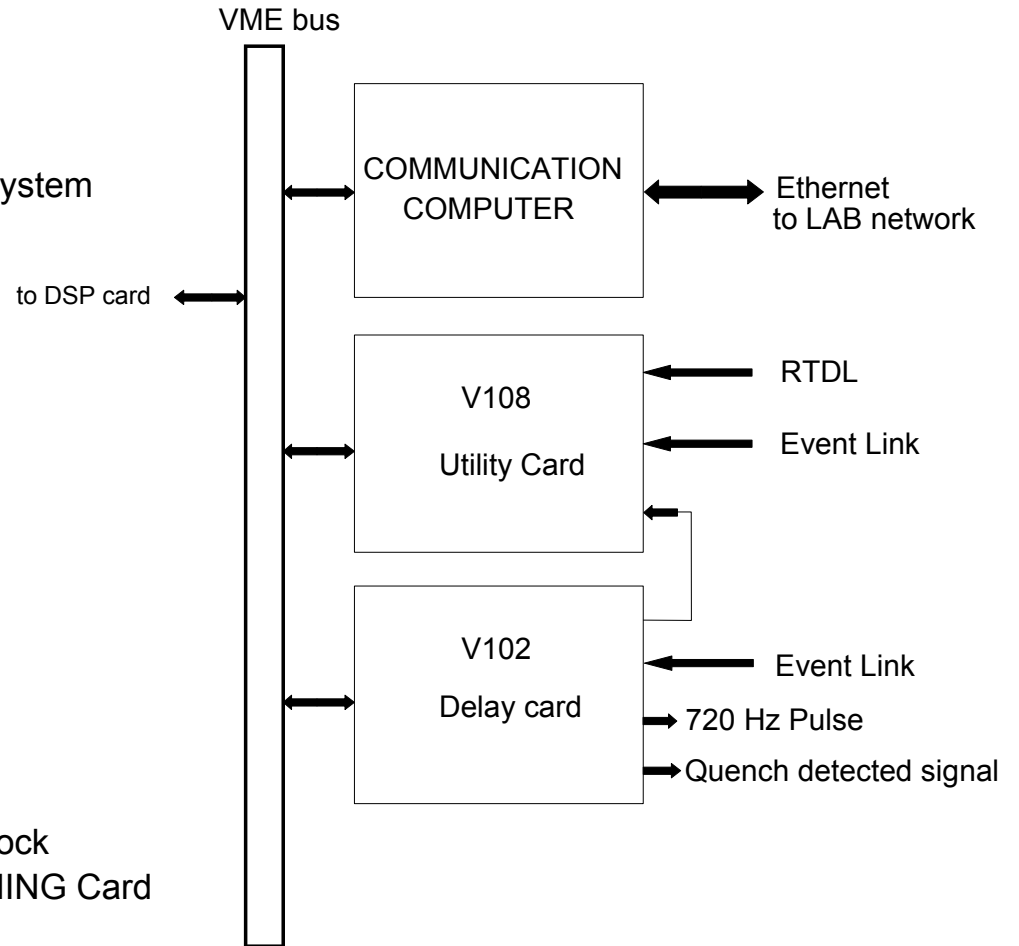 VME bus
COMMUNICATION
COMPUTER
Ethernet
to LAB network
ystem
to DSP card
V108
Utility Card
RTDL
Event Link
V102
Delay card
Event Link
720 Hz Pulse
Quench detected signal
ock
IING Card